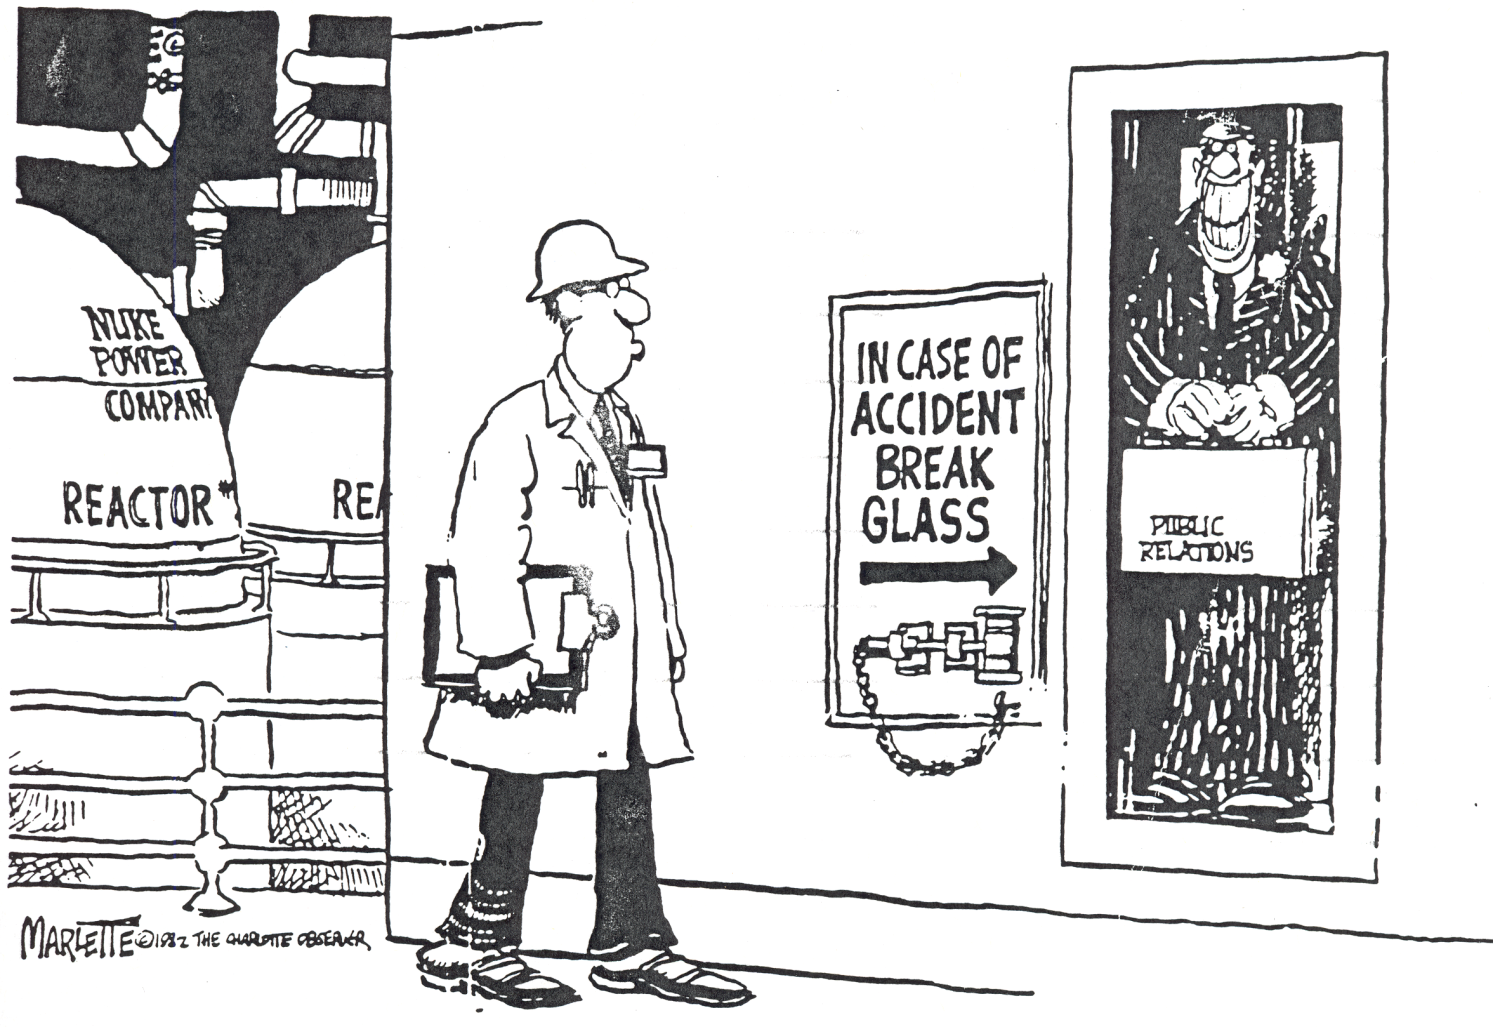 NUKE
POWER
COMPANY
REACTOR#
REA
IN CASE OF
ACCIDENT
BREAK
GLASS
PUBLIC
RELATIONS
MARLETTE ©1982 THE CHARLOTTE OBSERVER